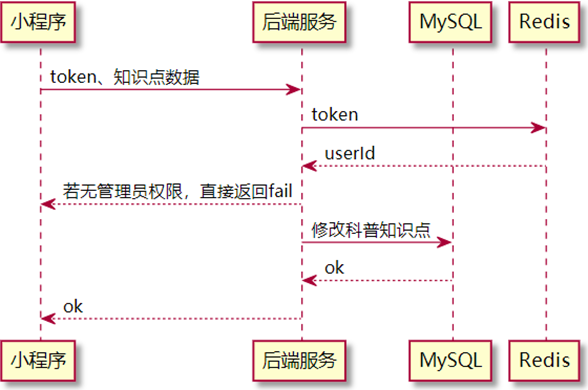 小程序 后端服务 MySQL Redis
token、知识点数据
token
userId
若无管理员权限，直接返回fail
修改科普知识点
ok
ok
小程序 后端服务 MySQL Redis